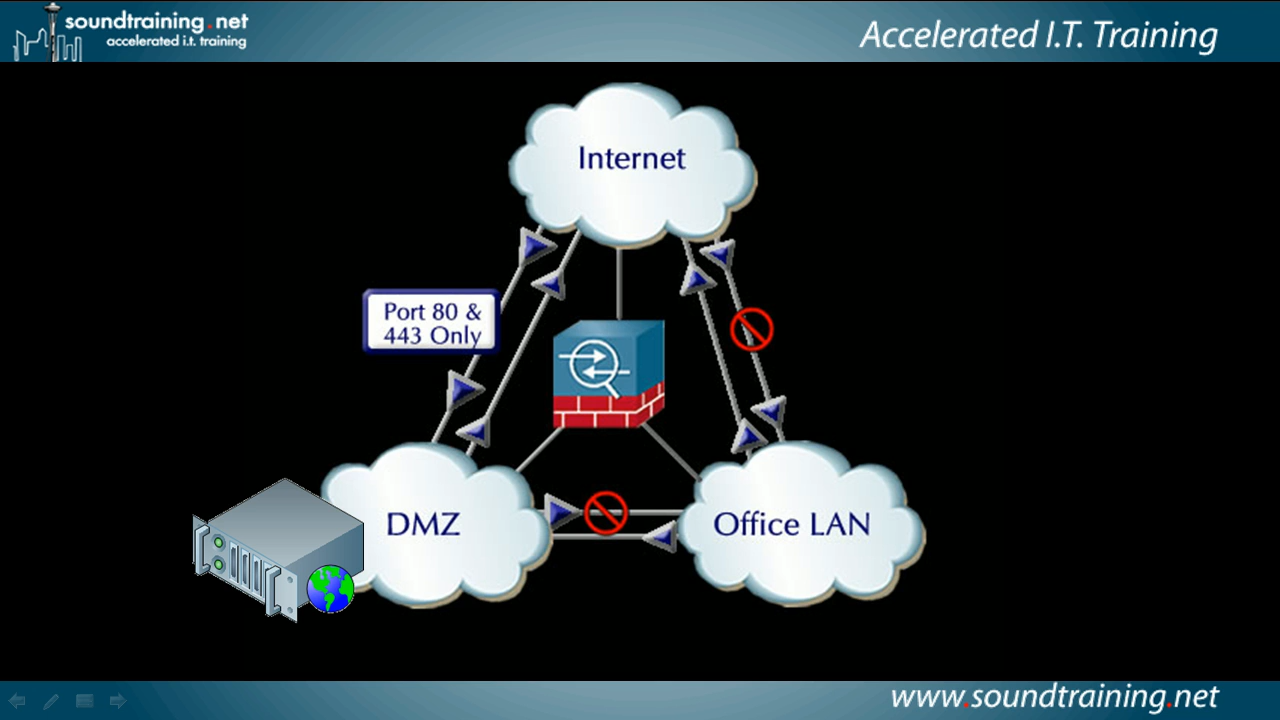 soundtraining.net
accelerated i.t. training
Accelerated I.T. Training
Internet
Port 80 &
443 Only
DMZ
Office LAN
www.soundtraining.net